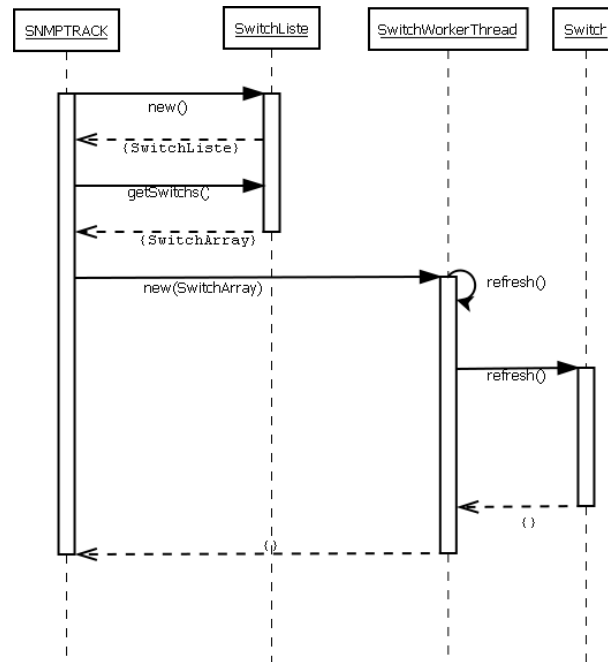 SNMPTRACK
SwitchListe
SwitchWorkerThread
Switch
new()
{SwitchListe}
getSwitchs()
{SwitchArray}
new(SwitchArray)
refresh()
refresh()
{}
{}